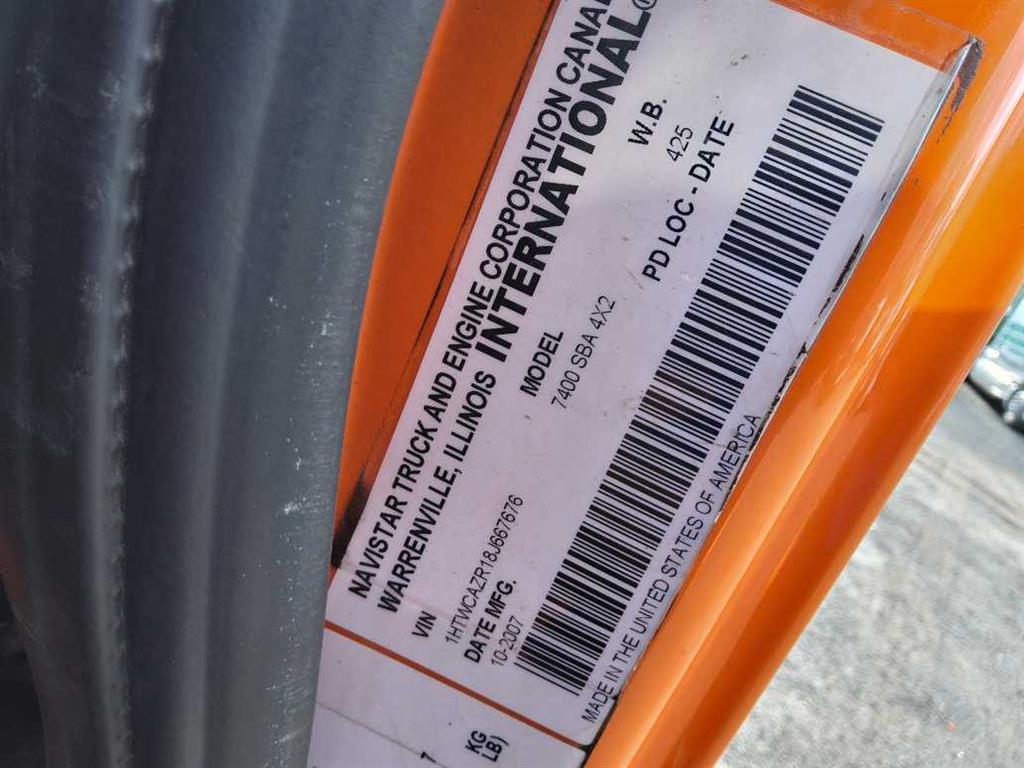 NAVISTAR TRUCK AND ENGINE CORPORATION
WARRENVILLE, ILLINOIS INTERNATIONAL®
VIN MODEL W.B.
1HTWCAZR18J667676 7400 SBA 4X2 425
DATE MFG. PD LOC - DATE
10-2007
MADE IN THE UNITED STATES OF AMERICA
KG
(LB)